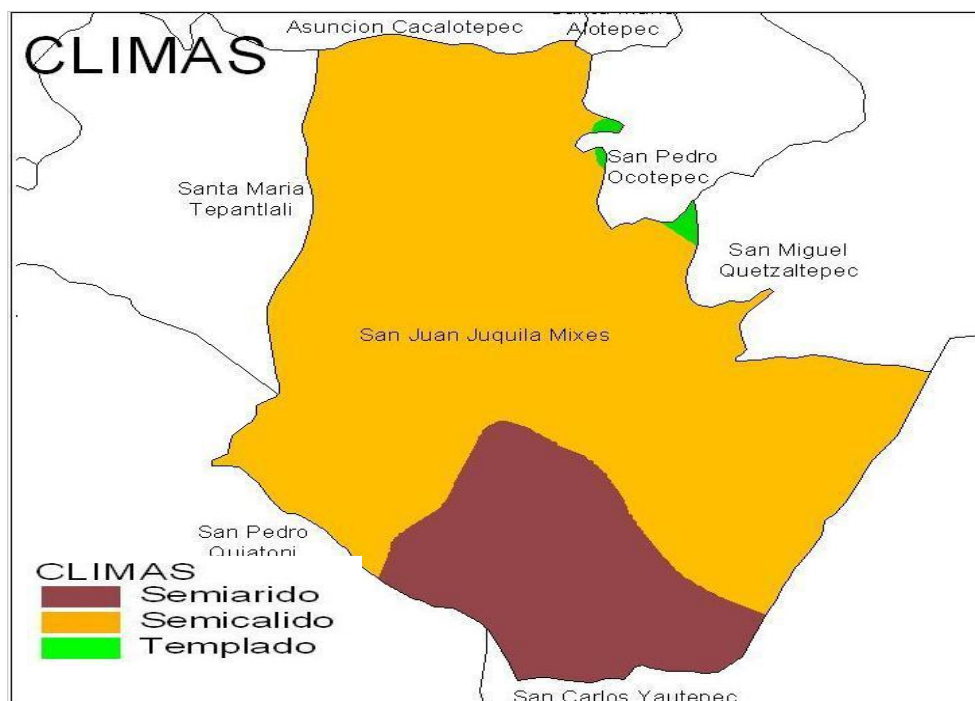 Asuncion Cacalotepec
Alotepec
CLIMAS
San Pedro
Ocotepec
Santa Maria
Tepantlali
San Miguel
Quetzaltepec
San Juan Juquila Mixes
San Pedro
Quiatoni
CLIMAS
Semiarido
Semicalido
Templado
San Carlos Yautepec